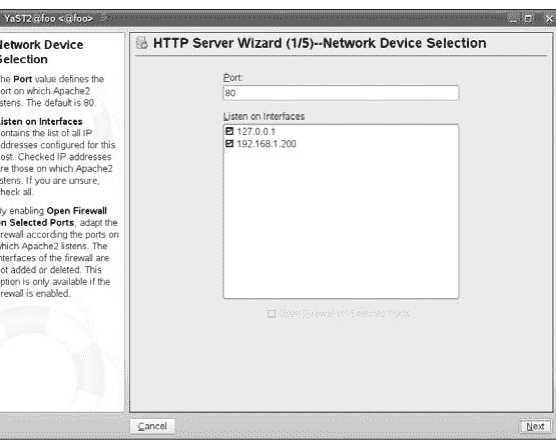 YaST2@foo <@foo>
Network Device
Selection
The Port value defines the
port on which Apache2
listens. The default is 80.
Listen on Interfaces
contains the list of all IP
addresses configured for this
host. Checked IP addresses
are those on which Apache2
listens. If you are unsure,
check all.
By enabling Open Firewall
on Selected Ports, adapt the
firewall according the ports on
which Apache2 listens. The
interfaces of the firewall are
not added or deleted. This
option is only available if the
firewall is enabled.
HTTP Server Wizard (1/5)--Network Device Selection
Port:
80
Listen on Interfaces
127.0.0.1
192.168.1.200
Open Firewall on Selected Ports
Cancel
Next